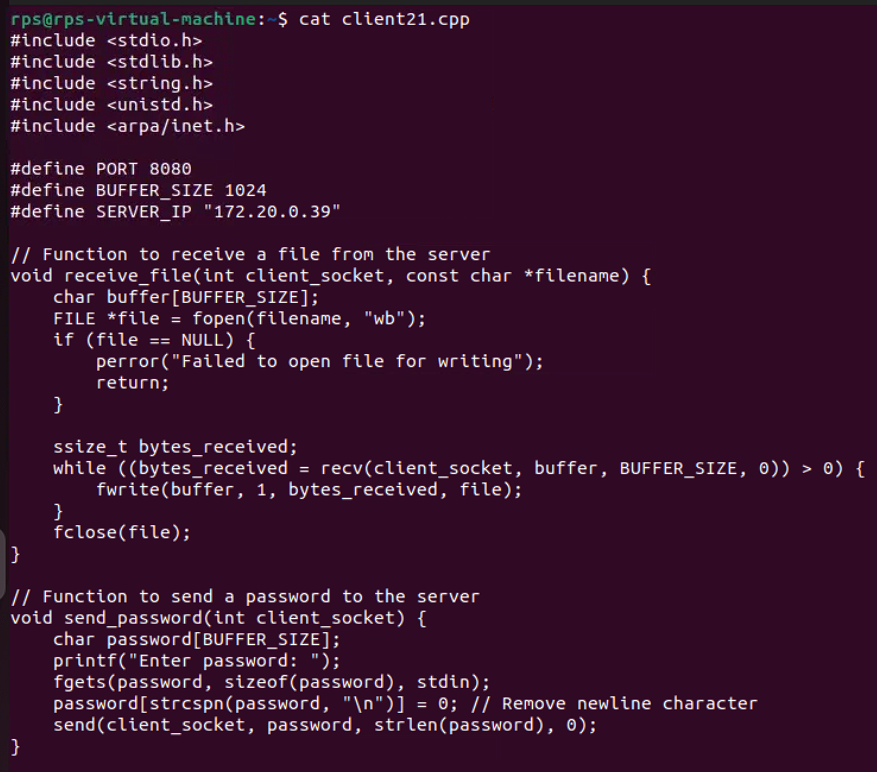 rps@rps-virtual-machine:~$ cat client21.cpp
#include <stdio.h>
#include <stdlib.h>
#include <string.h>
#include <unistd.h>
#include <arpa/inet.h>

#define PORT 8080
#define BUFFER_SIZE 1024
#define SERVER_IP "172.20.0.39"

// Function to receive a file from the server
void receive_file(int client_socket, const char *filename) {
    char buffer[BUFFER_SIZE];
    FILE *file = fopen(filename, "wb");
    if (file == NULL) {
        perror("Failed to open file for writing");
        return;
    }

    ssize_t bytes_received;
    while ((bytes_received = recv(client_socket, buffer, BUFFER_SIZE, 0)) > 0) {
        fwrite(buffer, 1, bytes_received, file);
    }
    fclose(file);
}

// Function to send a password to the server
void send_password(int client_socket) {
    char password[BUFFER_SIZE];
    printf("Enter password: ");
    fgets(password, sizeof(password), stdin);
    password[strcspn(password, "\n")] = 0; // Remove newline character
    send(client_socket, password, strlen(password), 0);
}